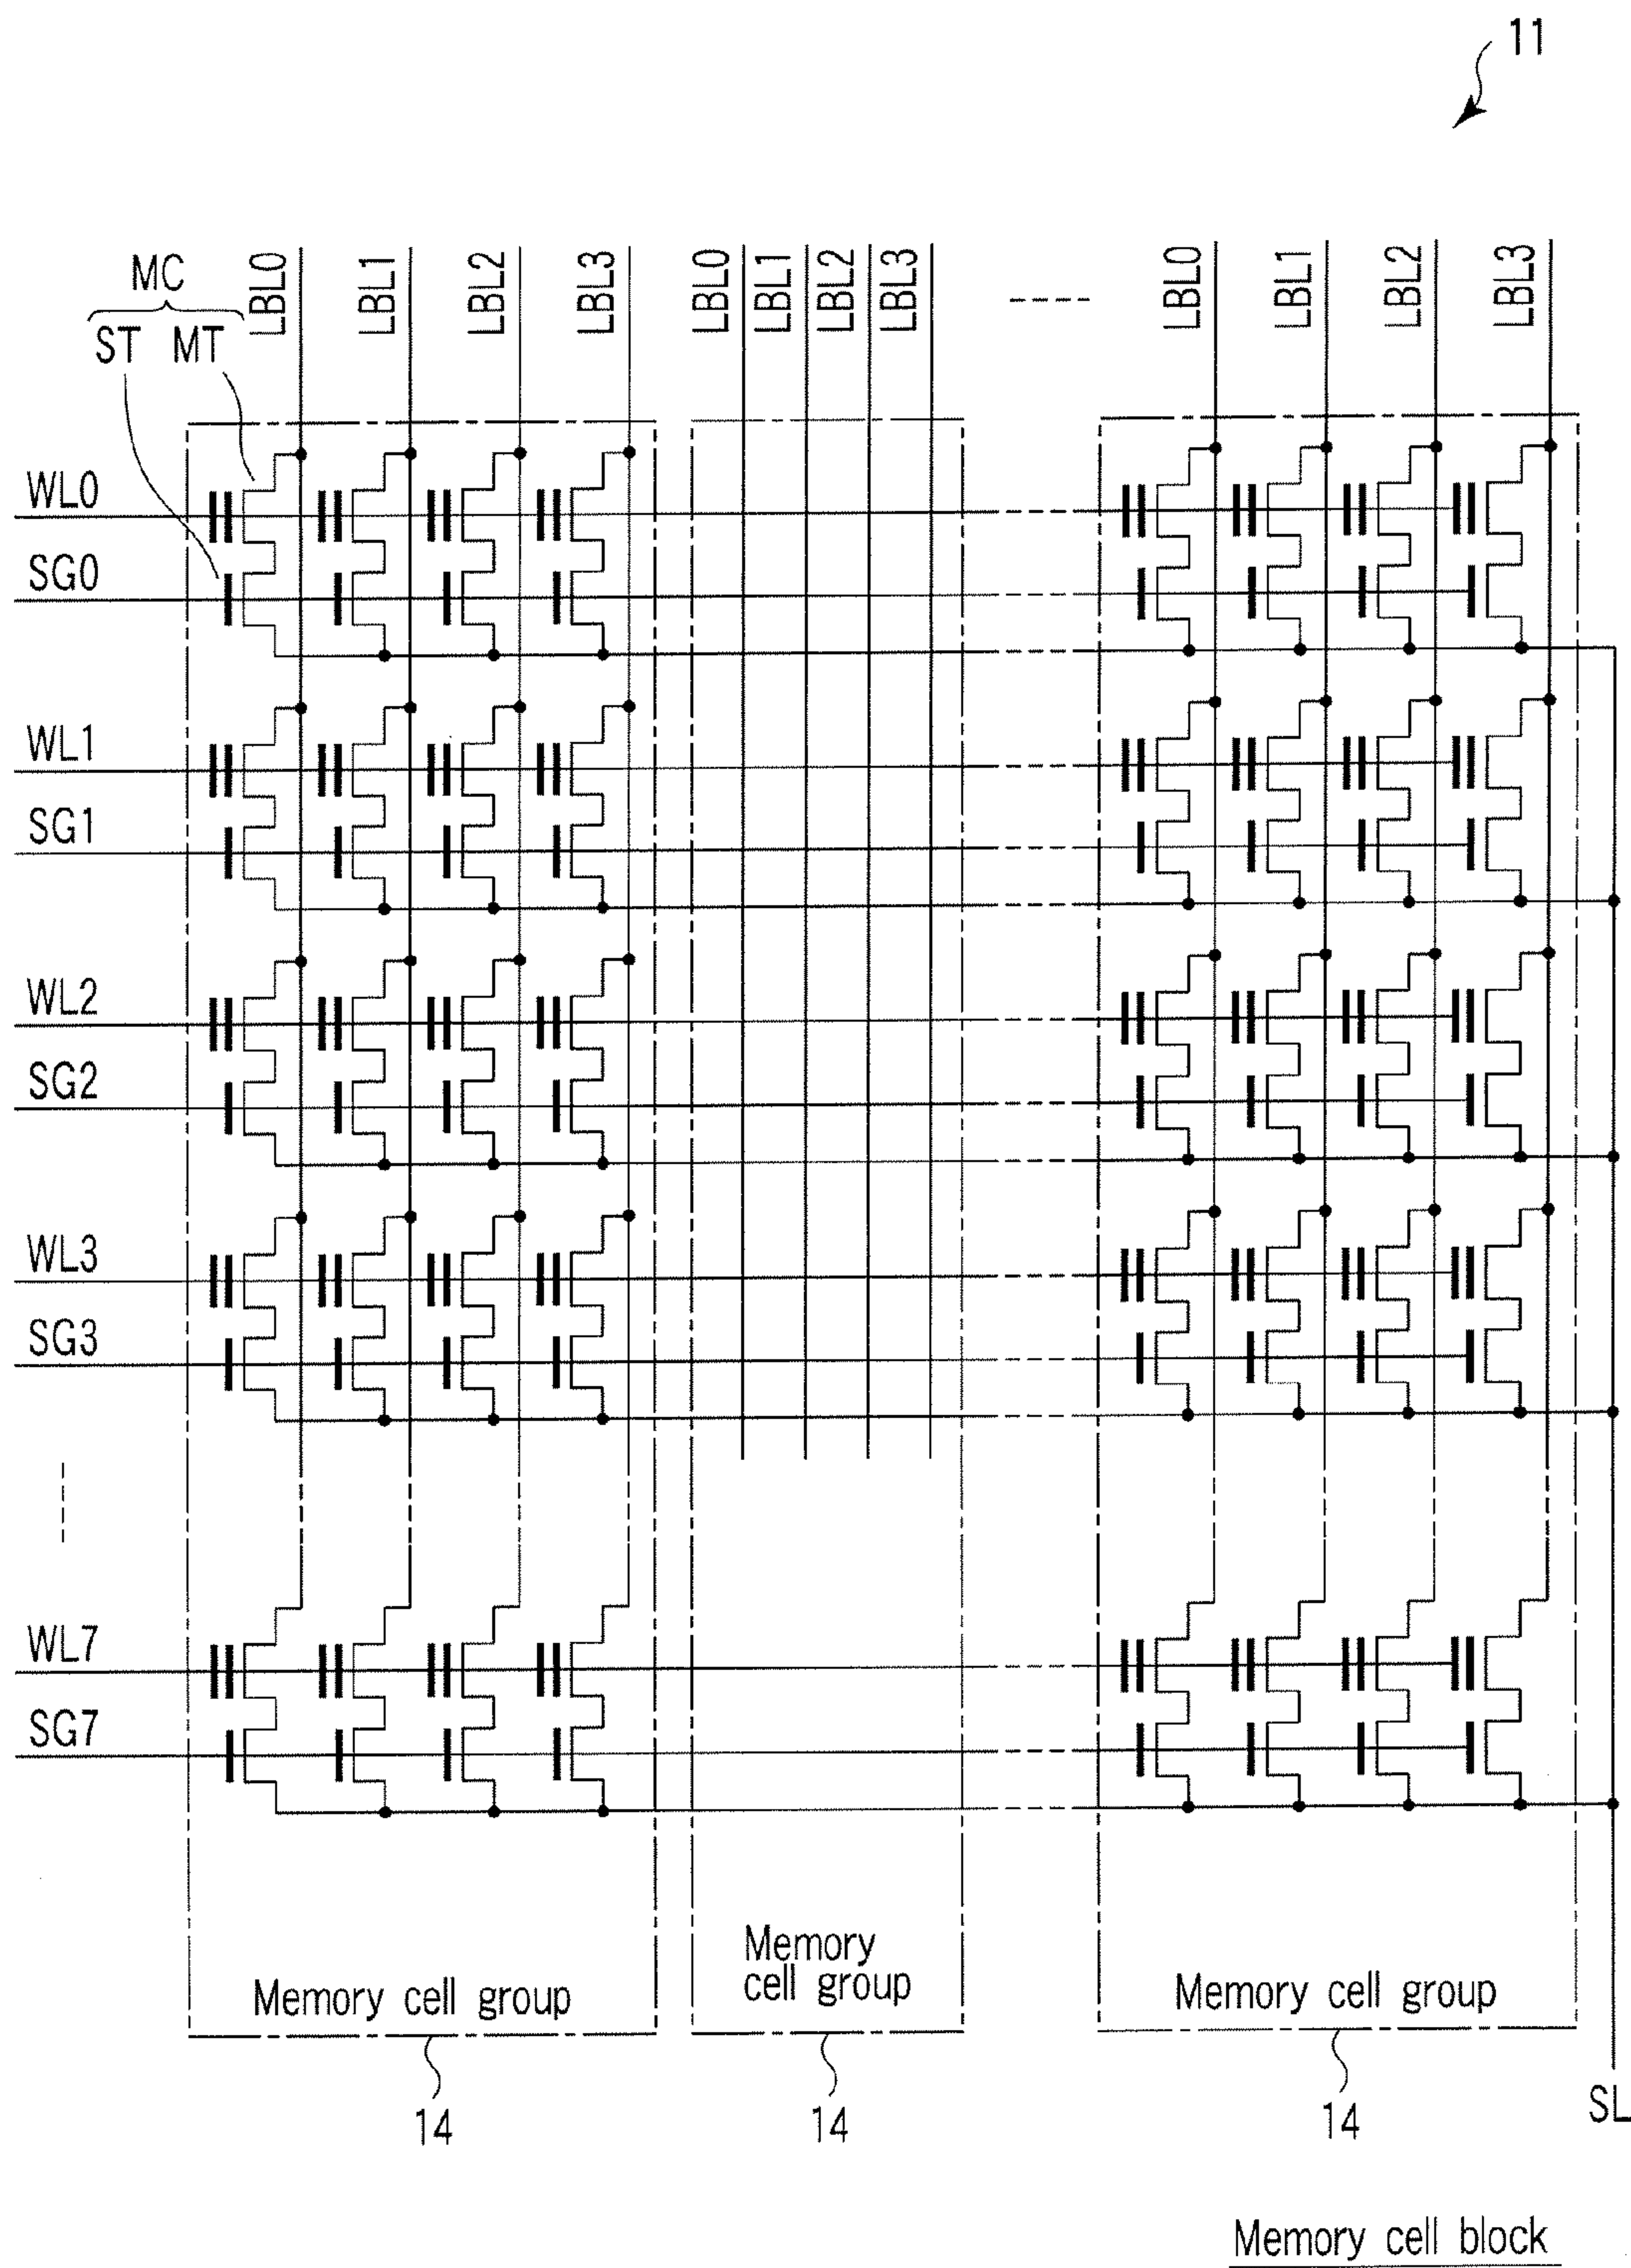 11
MC
ST MT
LBL0
LBL1
LBL2
LBL3
LBL0
LBL1
LBL2
LBL3
LBL0
LBL1
LBL2
LBL3
WL0
SG0
WL1
SG1
WL2
SG2
WL3
SG3
WL7
SG7
Memory cell group
Memory
cell group
Memory cell group
14
14
14
SL
Memory cell block